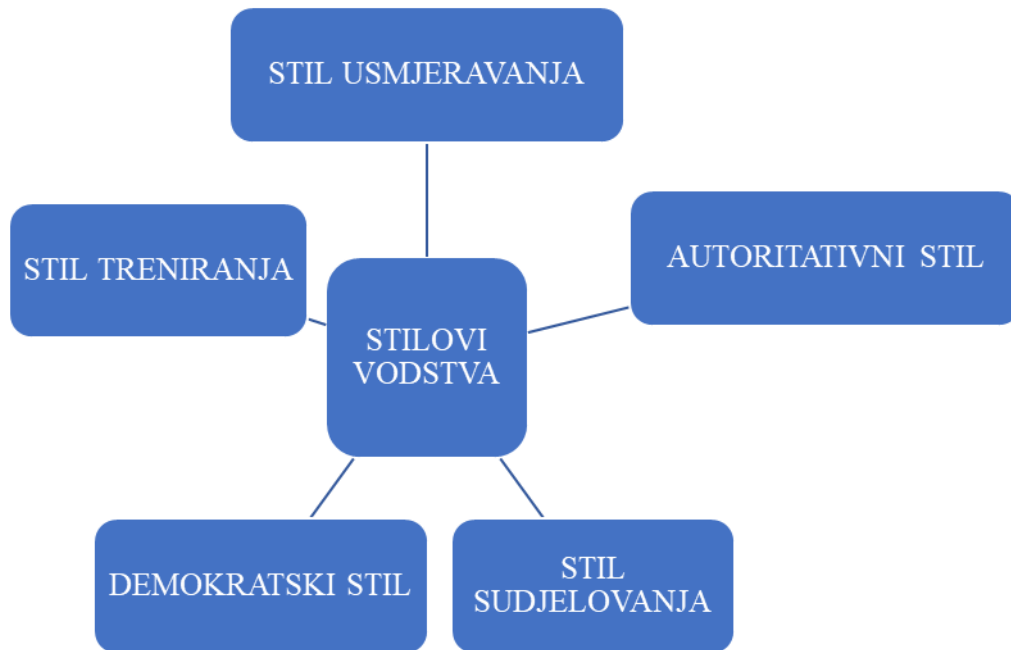 STIL USMJERAVANJA
AUTORITATIVNI STIL
STIL TRENIRANJA
STILOVI
VODSTVA
DEMOKRATSKI STIL
STIL
SUDJELOVANJA